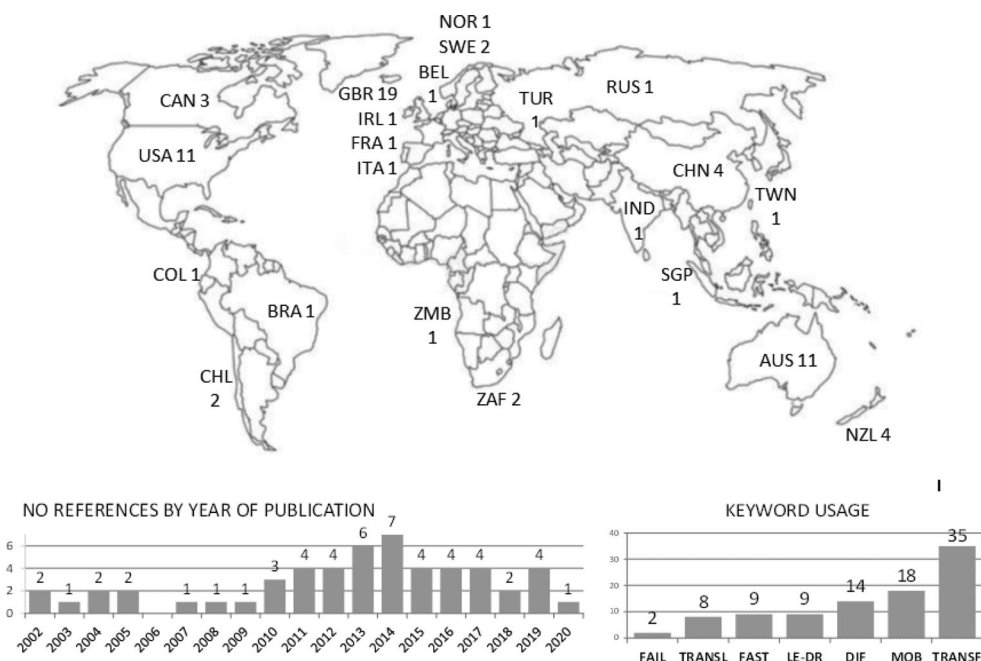 NOR 1
SWE 2
BEL
1
GBR 19
IRL 1
FRA 1
ITA 1
TUR
1
RUS 1
CAN 3
USA 11
CHN 4
TWN
1
IND
1
SGP
1
COL 1
BRA 1
CHL
2
ZMB
1
ZAF 2
AUS 11
NZL 4
I
NO REFERENCES BY YEAR OF PUBLICATION
6
4
2
0
2 1 2 2 1 1 1 3 4 4 6 7 4 4 4 2 4 1
2002 2003 2004 2005 2006 2007 2008 2009 2010 2011 2012 2013 2014 2015 2016 2017 2018 2019 2020
KEYWORD USAGE
40
30
20
10
0
2 8 9 9 14 18 35
FAIL TRANSL FAST LE-DR DIF MOB TRANSF